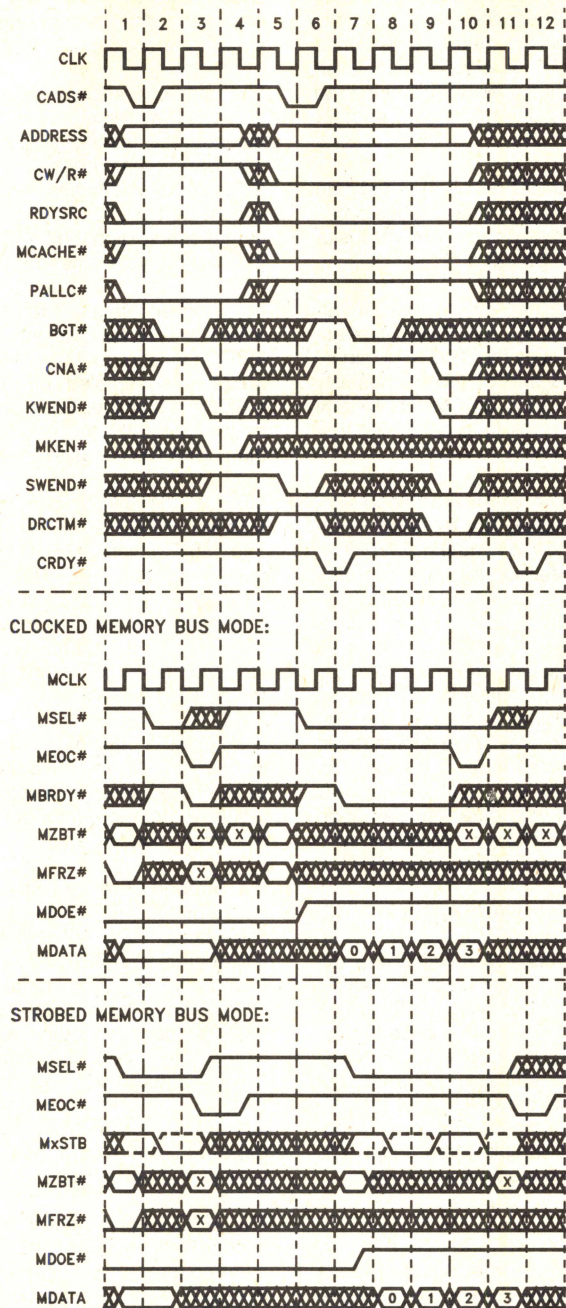 1 2 3 4 5 6 7 8 9 10 11 12
CLK
CADS#
ADDRESS
CW/R#
RDYSRC
MCACHE#
PALLC#
BGT#
CNA#
KWEND#
MKEN#
SWEND#
DRCTM#
CRDY#
CLOCKED MEMORY BUS MODE:
MCLK
MSEL#
MEOC#
MBRDY#
MZBT# X X X X X
MFRZ# X
MDOE#
MDATA 0 1 2 3
STROBED MEMORY BUS MODE:
MSEL#
MEOC#
MxSTB
MZBT# X X
MFRZ# X
MDOE#
MDATA 0 1 2 3